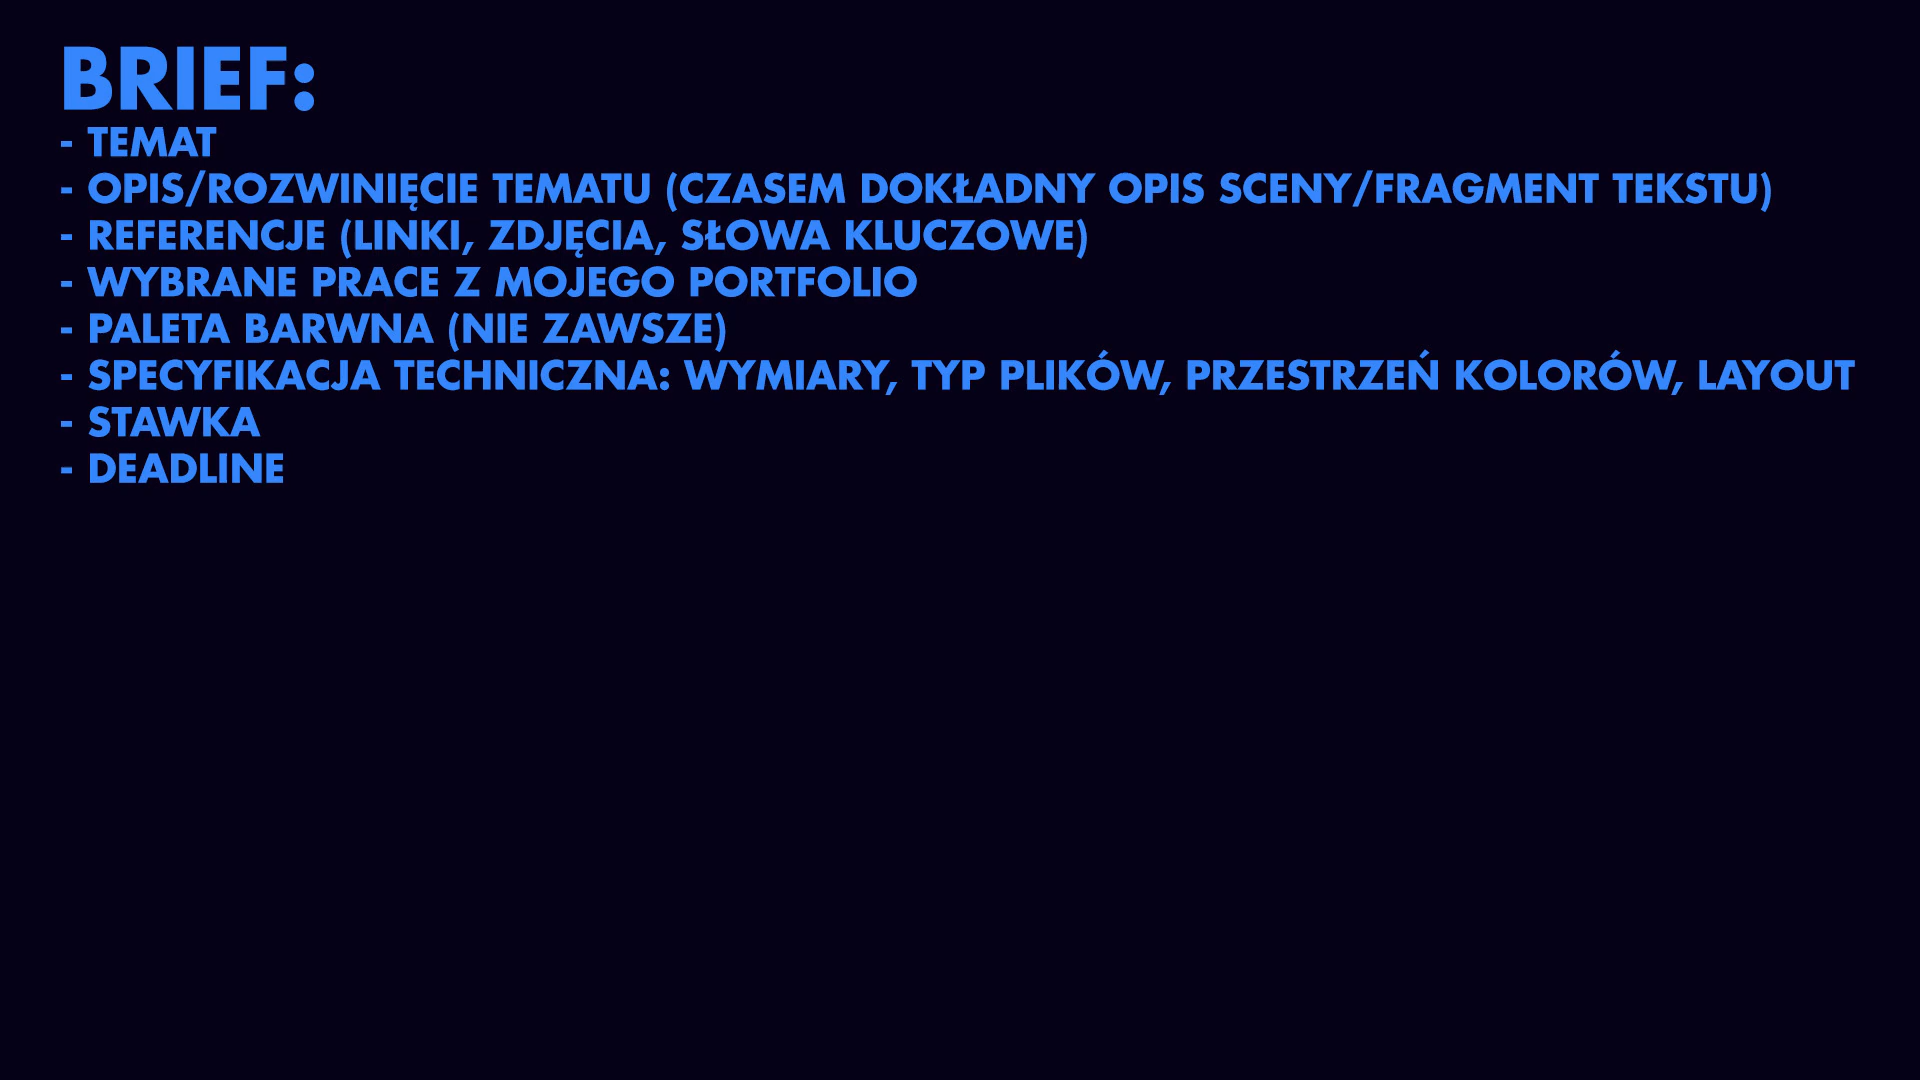 BRIEF:
- TEMAT
- OPIS/ROZWINIĘCIE TEMATU (CZASEM DOKŁADNY OPIS SCENY/FRAGMENT TEKSTU)
- REFERENCJE (LINKI, ZDJĘCIA, SŁOWA KLUCZOWE)
- WYBRANE PRACE Z MOJEGO PORTFOLIO
- PALETA BARWNA (NIE ZAWSZE)
- SPECYFIKACJA TECHNICZNA: WYMIARY, TYP PLIKÓW, PRZESTRZEŃ KOLORÓW, LAYOUT
- STAWKA
- DEADLINE